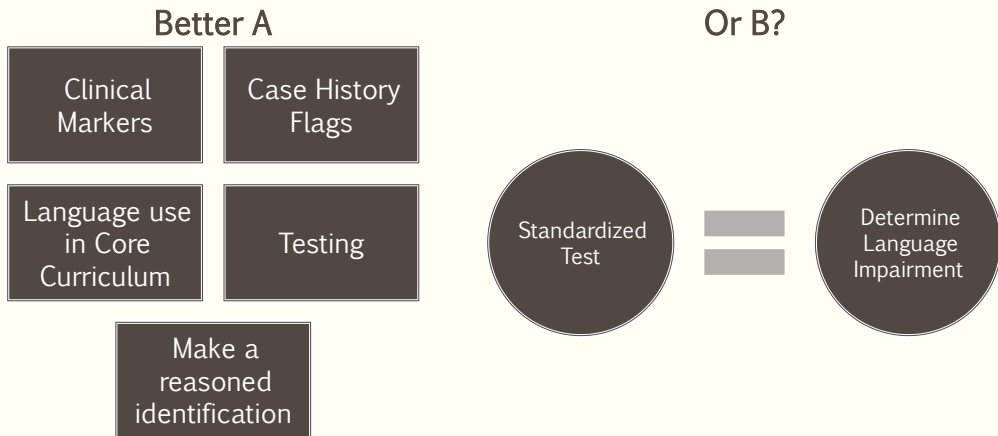 Better A
Clinical
Markers
Case History
Flags
Language use
in Core
Curriculum
Testing
Make a
reasoned
identification
Or B?
Standardized
Test
Determine
Language
Impairment